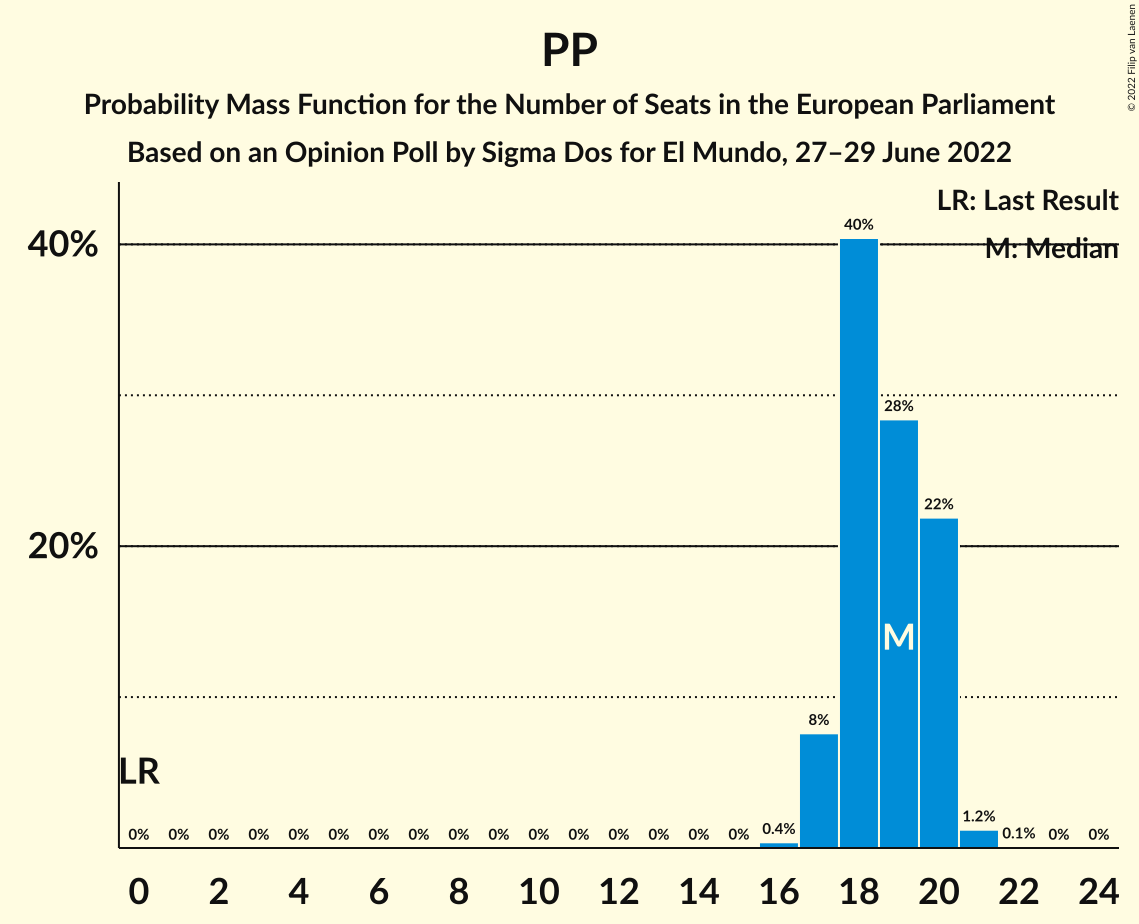 PP
Probability Mass Function for the Number of Seats in the European Parliament
Based on an Opinion Poll by Sigma Dos for El Mundo, 27–29 June 2022
© 2022 Filip van Laenen
LR: Last Result
M: Median
40%
20%
40%
28%
22%
M
8%
LR
0% 0% 0% 0% 0% 0% 0% 0% 0% 0% 0% 0% 0% 0% 0% 0% 0.4% 1.2% 0.1% 0% 0%
0 2 4 6 8 10 12 14 16 18 20 22 24